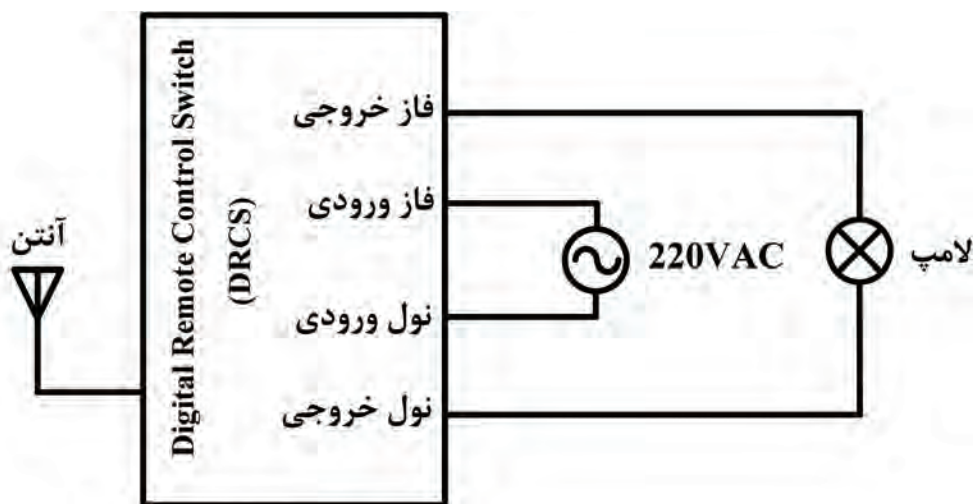 Digital Remote Control Switch
(DRCS)
فاز خروجی
فاز ورودی
نول ورودی
نول خروجی
آنتن
220VAC
لامپ